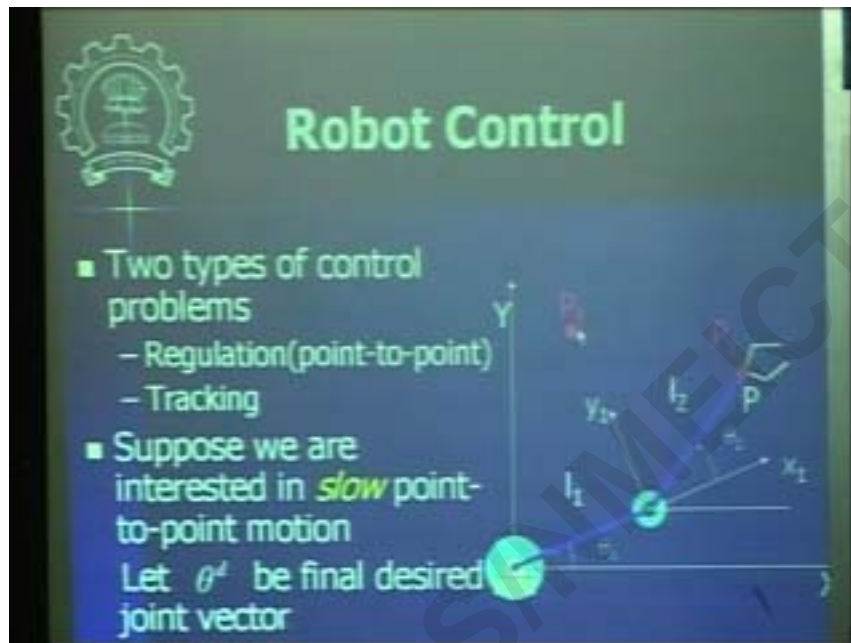 Robot Control
■ Two types of control
problems
– Regulation(point-to-point)
– Tracking
■ Suppose we are
interested in slow point-
to-point motion
Let θᵈ be final desired
joint vector
Y
P
y₁
l₂
P
x₁
l₁
X